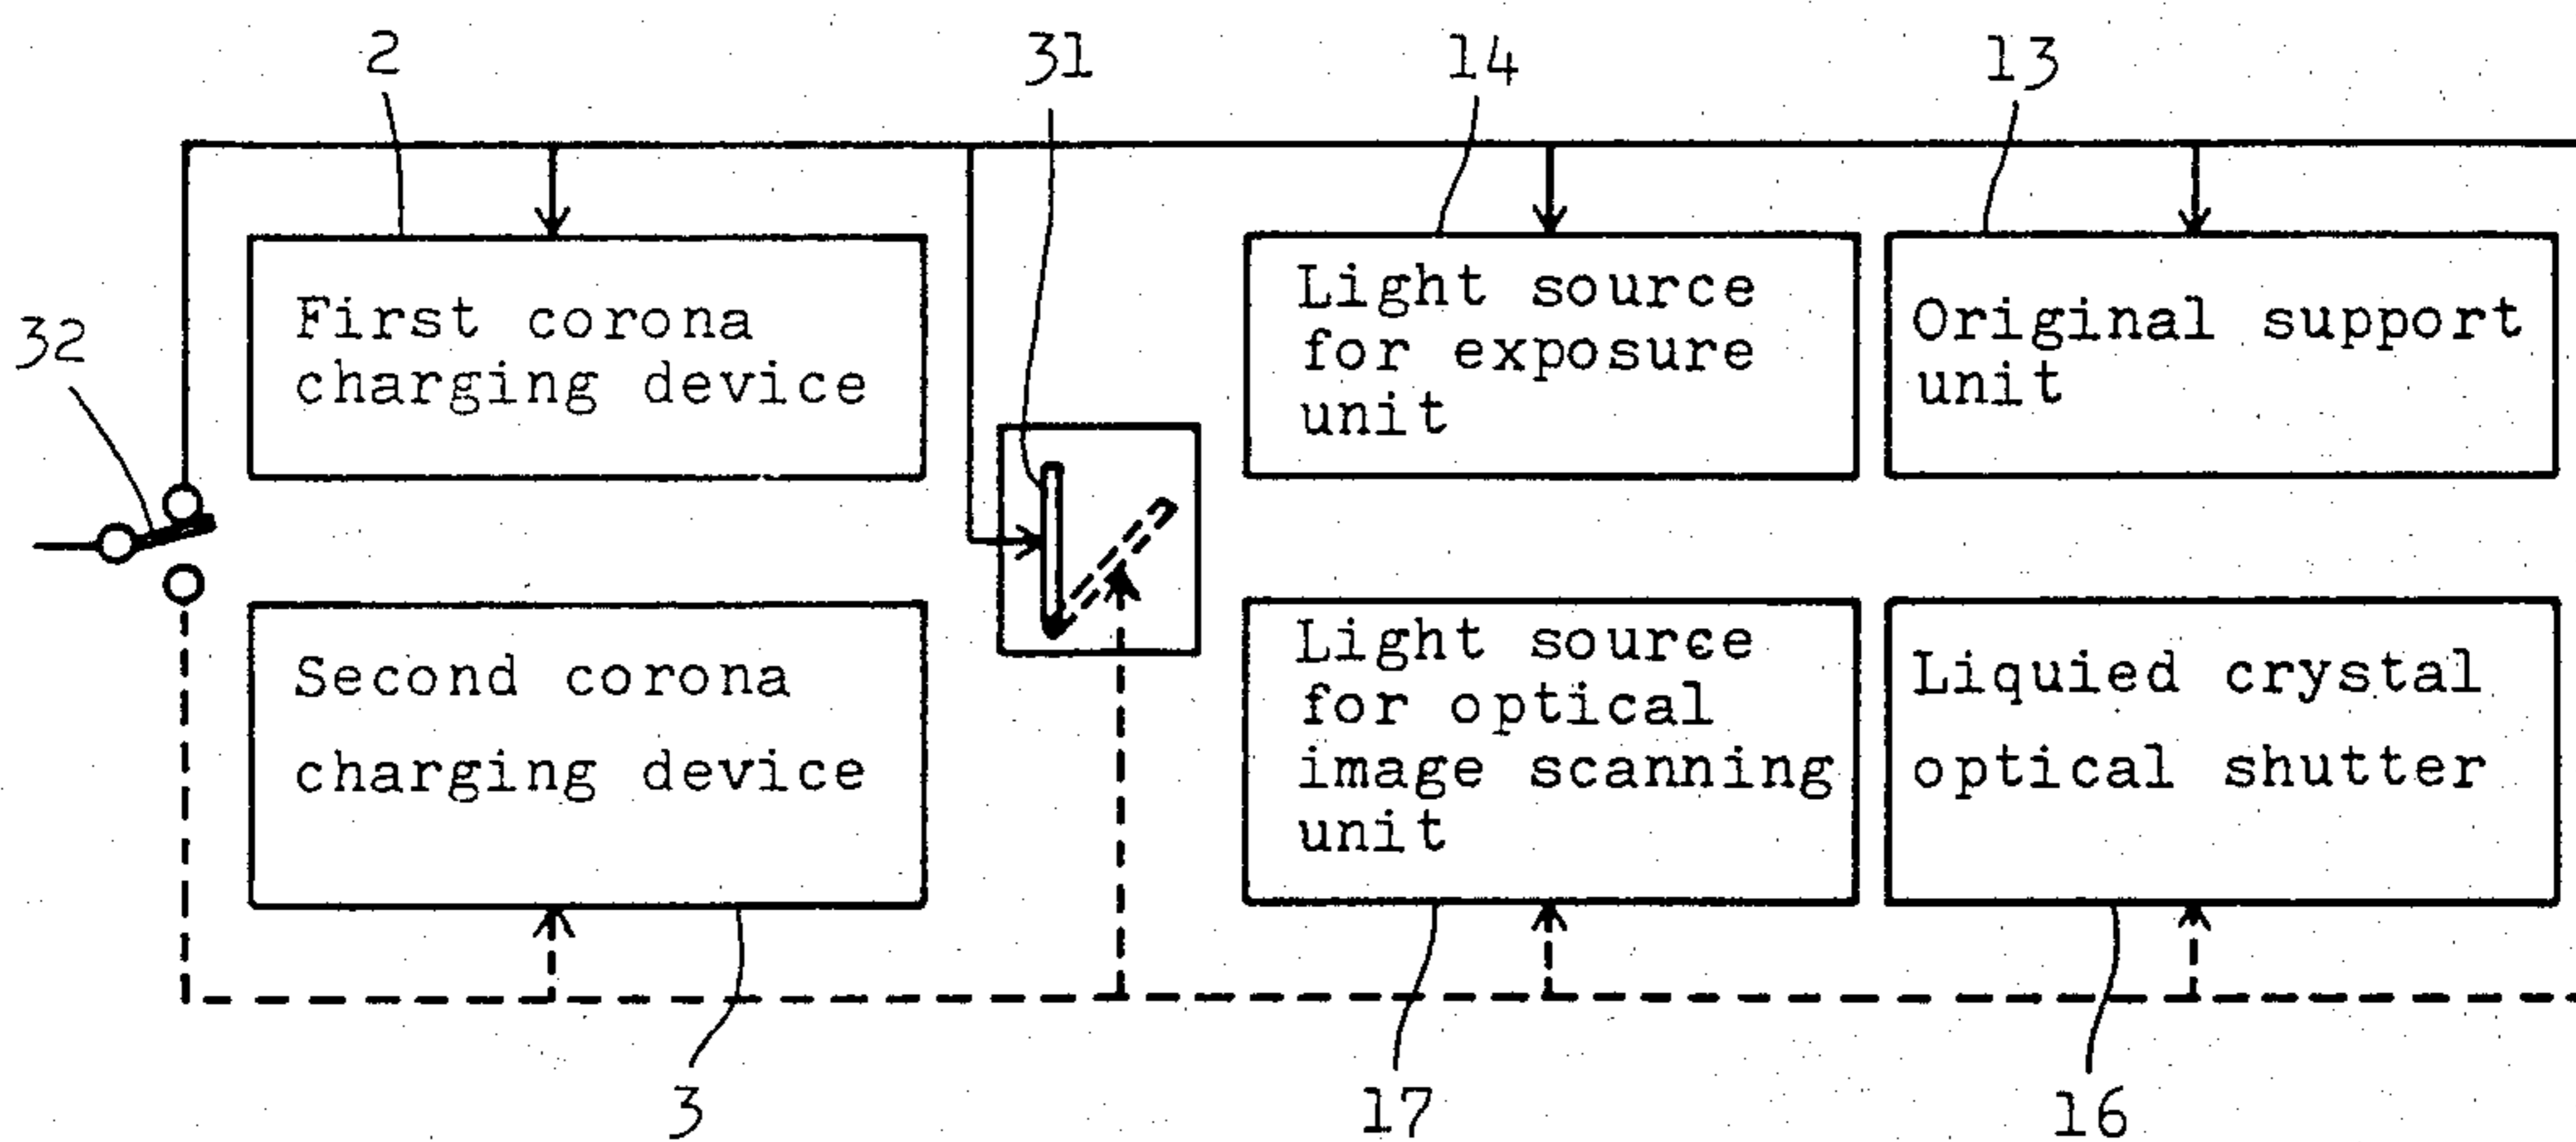 2
31
14
13
32
First corona
charging device
Light source
for exposure
unit
Original support
unit
Second corona
charging device
Light source
for optical
image scanning
unit
Liquied crystal
optical shutter
3
17
16